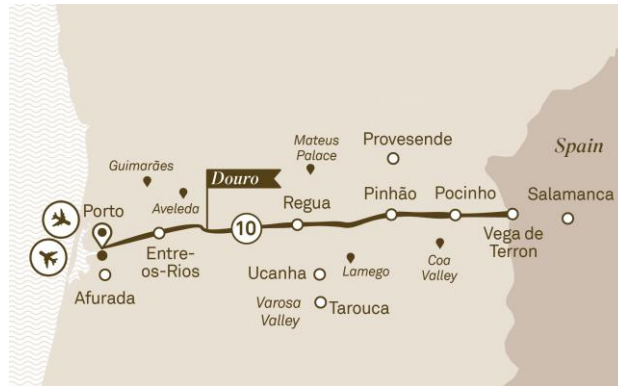 Mateus
Palace
Provesende
Spain
Guimarães
Douro
Aveleda
Porto
Regua
Pinhão
Pocinho
Salamanca
10
Vega de
Terron
Entre-
os-Rios
Ucanha
Lamego
Coa
Valley
Afurada
Varosa
Valley
Tarouca